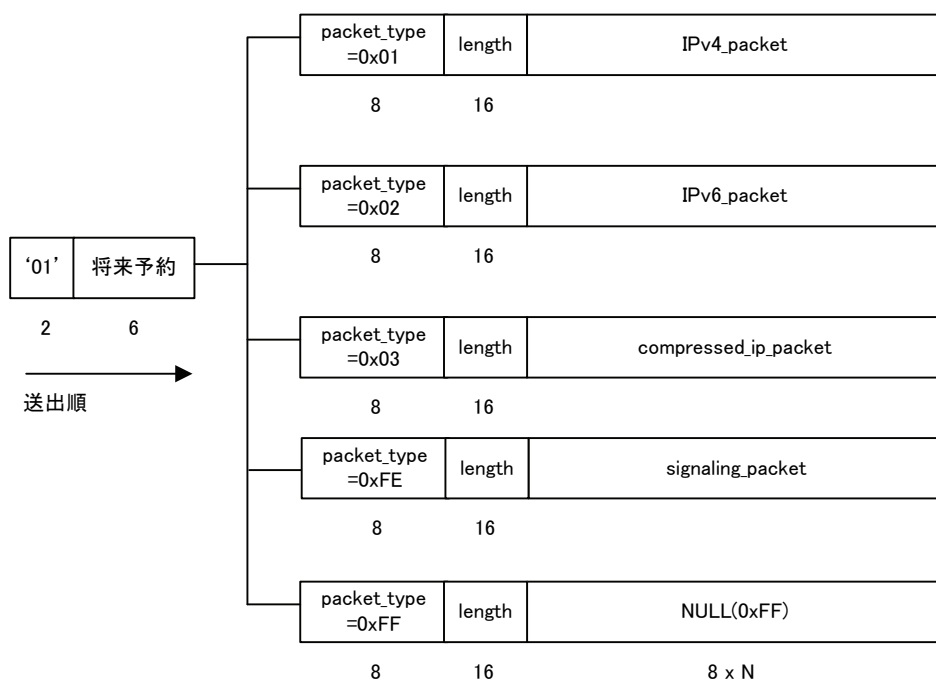 packet_type
=0x01
length
IPv4_packet
8
16
packet_type
=0x02
length
IPv6_packet
8
16
‘01’
将来予約
2
6
送出順
packet_type
=0x03
length
compressed_ip_packet
8
16
packet_type
=0xFE
length
signaling_packet
8
16
packet_type
=0xFF
length
NULL(0xFF)
8
16
8 x N